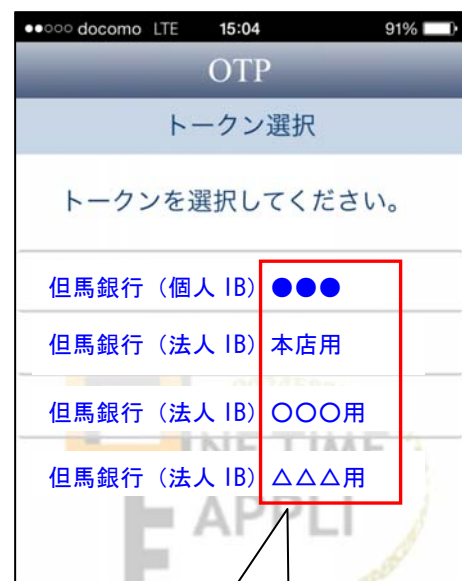 ●●○○○ docomo LTE 15:04 91%
OTP
トークン選択
トークンを選択してください。
但馬銀行（個人 IB）●●●
但馬銀行（法人 IB）本店用
但馬銀行（法人 IB）〇〇〇用
但馬銀行（法人 IB）△△△用
APPLI